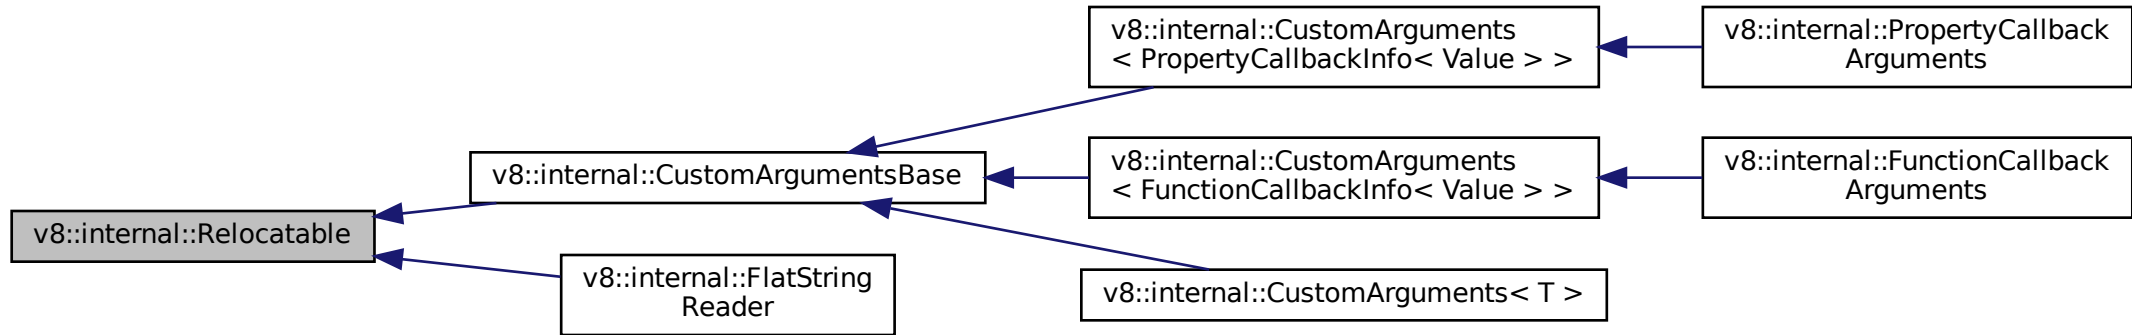 v8::internal::Relocatable
v8::internal::CustomArgumentsBase
v8::internal::FlatString
Reader
v8::internal::CustomArguments
< PropertyCallbackInfo< Value > >
v8::internal::CustomArguments
< FunctionCallbackInfo< Value > >
v8::internal::CustomArguments< T >
v8::internal::PropertyCallback
Arguments
v8::internal::FunctionCallback
Arguments